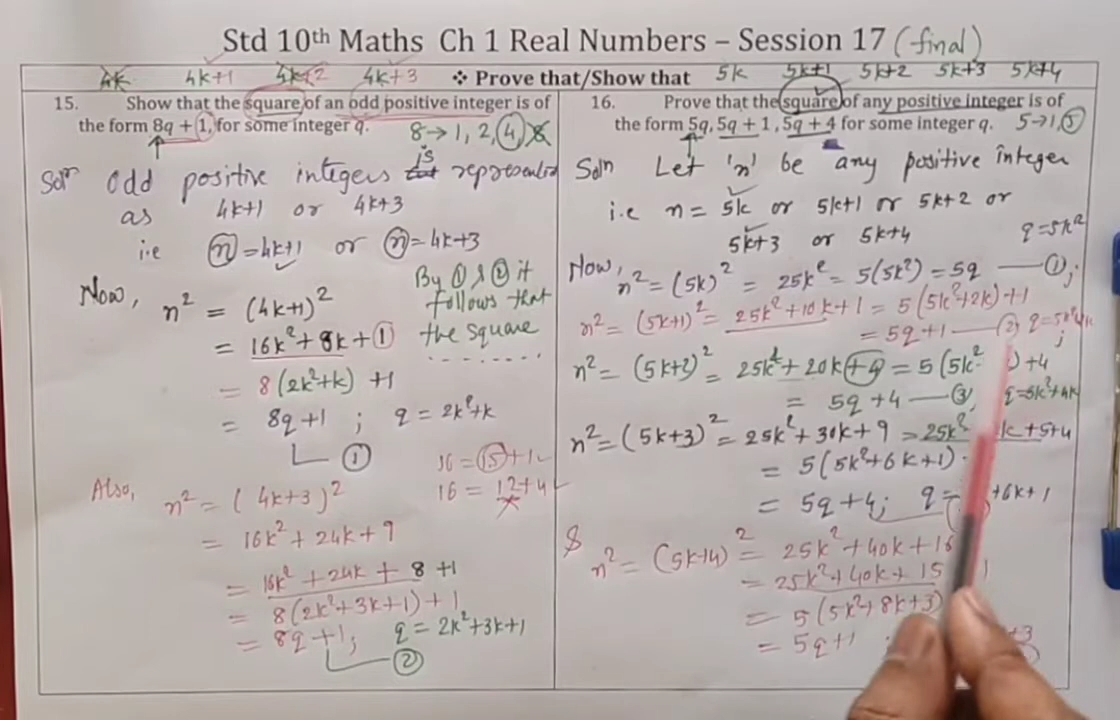 Std 10th Maths Ch 1 Real Numbers – Session 17 (final)
4k 4k+1 4k+2 4k+3 ❖ Prove that/Show that 5k 5k+1 5k+2 5k+3 5k+4
15. Show that the square of an odd positive integer is of
the form 8q + 1, for some integer q.
8→1, 2, 4, 8
Soln Odd positive integers is represented
as 4k+1 or 4k+3
i.e n=4k+1 or n=4k+3
Now, n² = (4k+1)²
= 16k²+8k+1
= 8(2k²+k) +1
= 8q+1 ; q = 2k²+k
①
By ① & ② it
follows that
the square
.......
16=15+1
16 = 12+4
Also, n² = (4k+3)²
= 16k²+24k+9
= 16k²+24k+8+1
= 8(2k²+3k+1)+1
= 8q+1; q=2k²+3k+1
②
16. Prove that the square of any positive integer is of
the form 5q, 5q + 1, 5q + 4 for some integer q.
5→1,5
Soln Let 'n' be any positive integer
i.e n = 5k or 5k+1 or 5k+2 or
5k+3 or 5k+4
q=5k²
Now, n²=(5k)² = 25k² = 5(5k²)=5q —①;
n²=(5k+1)²=25k²+10k+1=5(5k²+2k)+1
=5q+1 —②
n²=(5k+2)²=25k²+20k+4=5(5k² )+4
= 5q+4 —③, q=5k²+4k
n²=(5k+3)²=25k²+30k+9=25k² k+5+4
= 5(5k²+6k+1)
= 5q+4; q= +6k+1
n²=(5k+4)²=25k²+40k+16
=25k²+40k+15 1
= 5(5k²+8k+3)
= 5q+1 +3